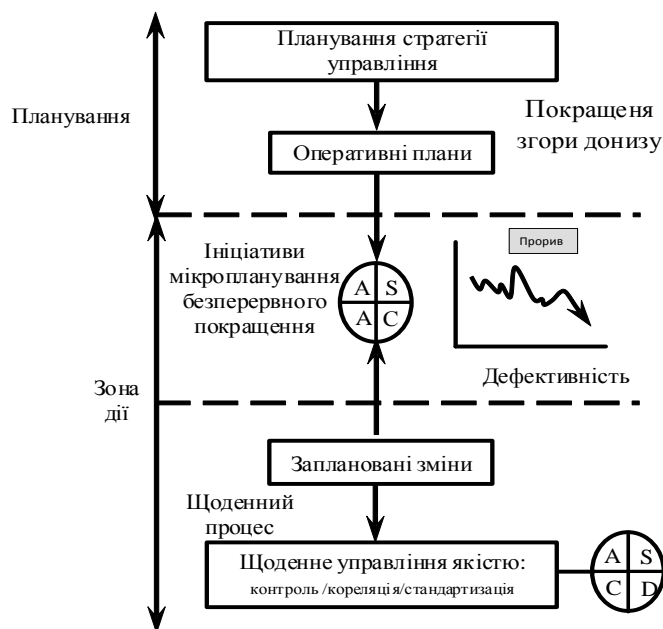 Планування стратегії
управління
Планування
Покращеня
згори донизу
Оперативні плани
Ініціативи
мікропланування
безперервного
покращення
A S
A C
Прорив
Дефективність
Зона
дії
Заплановані зміни
Щоденний
процес
Щоденне управління якістю:
контроль /кореляція/стандартизація
A S
C D